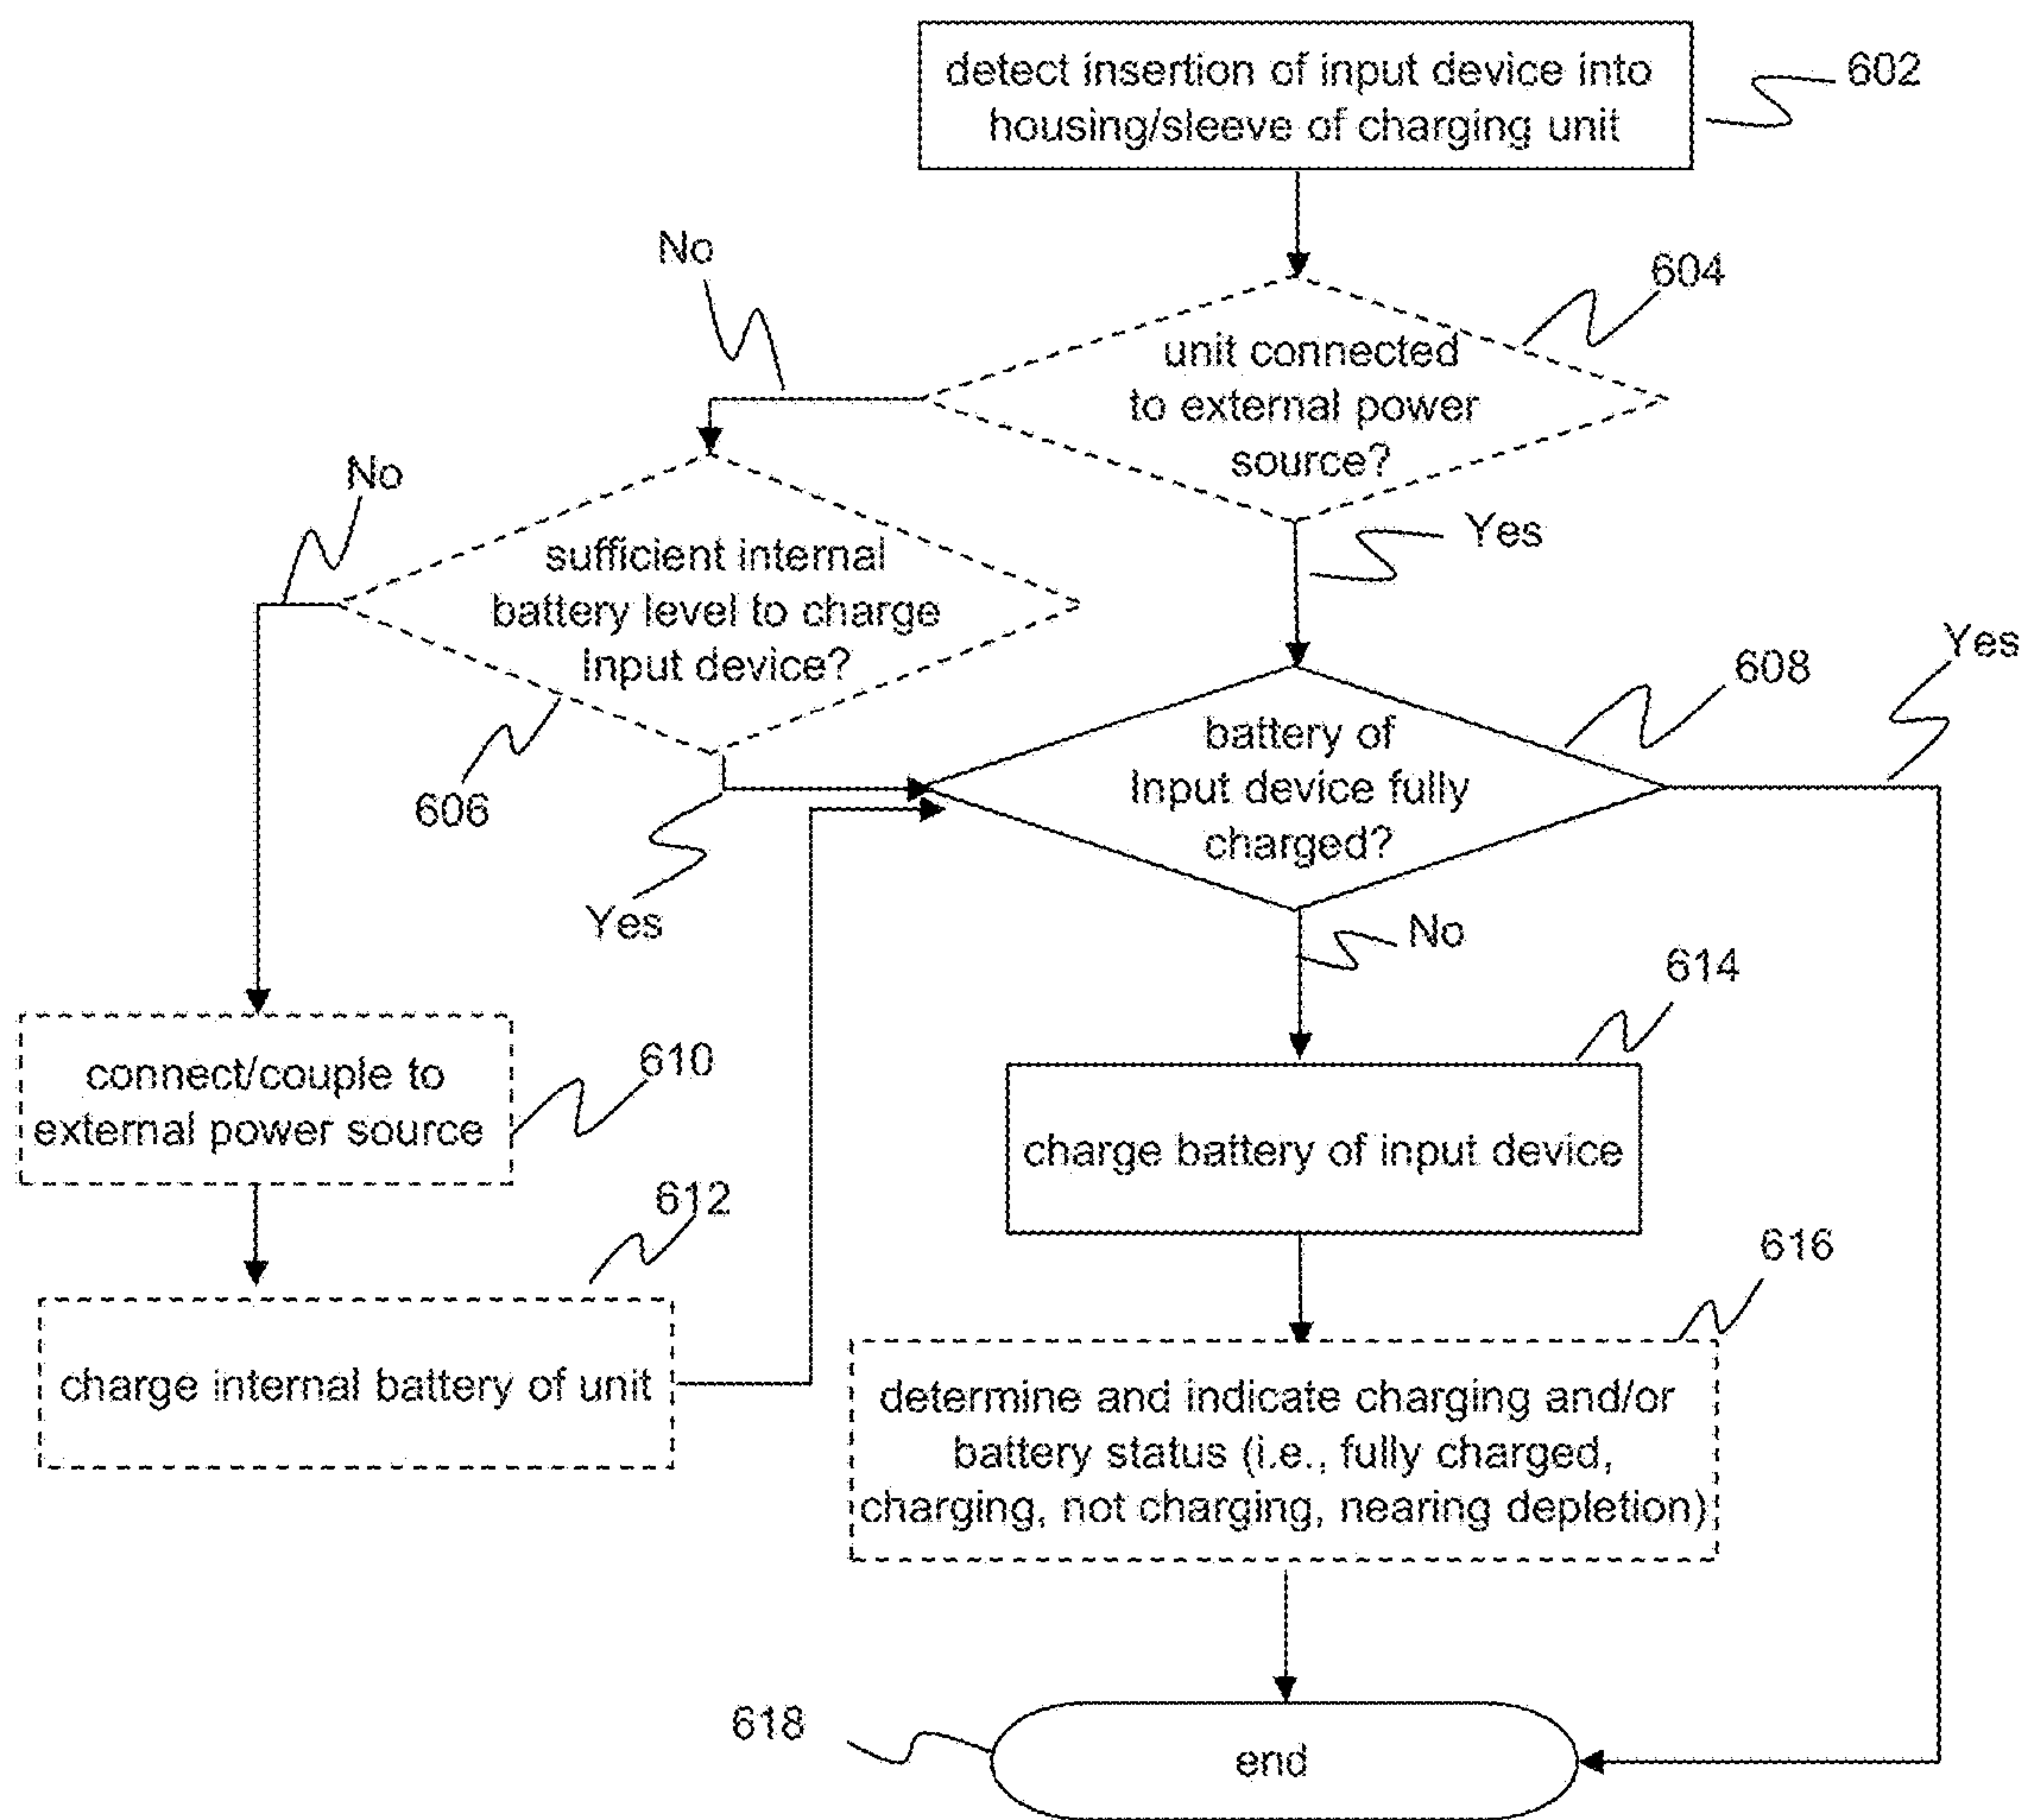 detect insertion of input device into
housing/sleeve of charging unit
602
No
604
unit connected
to external power
source?
No
Yes
sufficient internal
battery level to charge
Input device?
Yes
608
battery of
Input device fully
charged?
606
Yes
No
614
connect/couple to
external power source
610
charge battery of input device
612
616
charge internal battery of unit
determine and indicate charging and/or
battery status (i.e., fully charged,
charging, not charging, nearing depletion)
618
end